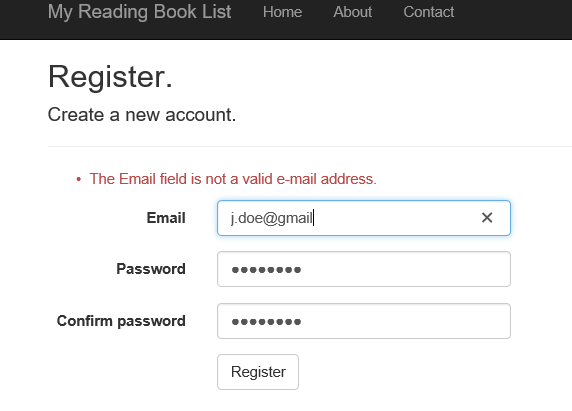 My Reading Book List Home About Contact
Register.
Create a new account.
• The Email field is not a valid e-mail address.
Email j.doe@gmail ✕
Password ●●●●●●●●
Confirm password ●●●●●●●●
Register